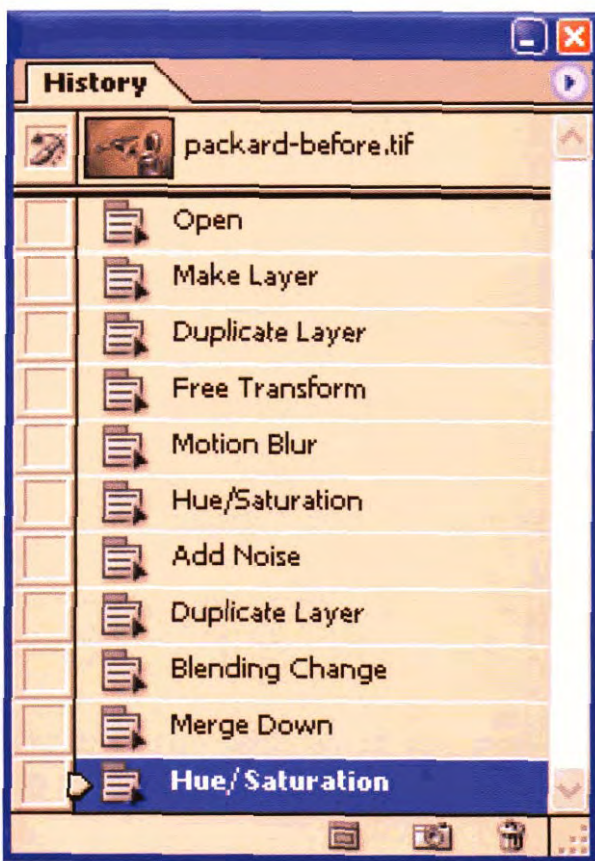 History
packard-before.tif
Open
Make Layer
Duplicate Layer
Free Transform
Motion Blur
Hue/Saturation
Add Noise
Duplicate Layer
Blending Change
Merge Down
Hue/Saturation